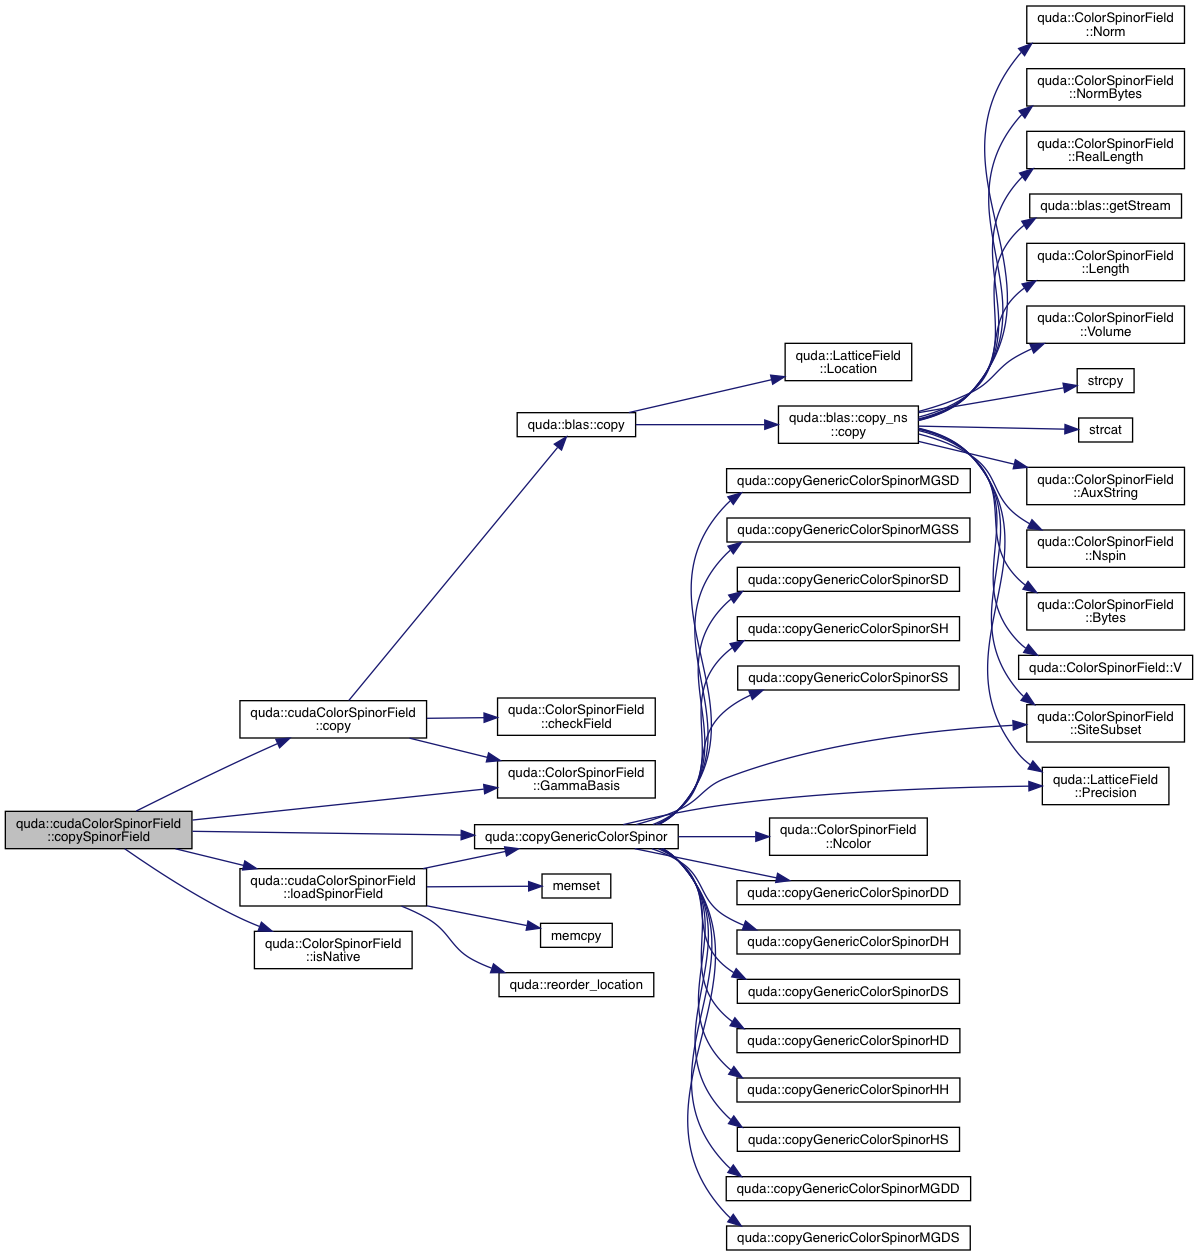 quda::cudaColorSpinorField
::copySpinorField
quda::cudaColorSpinorField
::copy
quda::cudaColorSpinorField
::loadSpinorField
quda::ColorSpinorField
::isNative
quda::blas::copy
quda::ColorSpinorField
::checkField
quda::ColorSpinorField
::GammaBasis
quda::copyGenericColorSpinor
memset
memcpy
quda::reorder_location
quda::LatticeField
::Location
quda::blas::copy_ns
::copy
quda::copyGenericColorSpinorMGSD
quda::copyGenericColorSpinorMGSS
quda::copyGenericColorSpinorSD
quda::copyGenericColorSpinorSH
quda::copyGenericColorSpinorSS
quda::ColorSpinorField
::Ncolor
quda::copyGenericColorSpinorDD
quda::copyGenericColorSpinorDH
quda::copyGenericColorSpinorDS
quda::copyGenericColorSpinorHD
quda::copyGenericColorSpinorHH
quda::copyGenericColorSpinorHS
quda::copyGenericColorSpinorMGDD
quda::copyGenericColorSpinorMGDS
quda::ColorSpinorField
::Norm
quda::ColorSpinorField
::NormBytes
quda::ColorSpinorField
::RealLength
quda::blas::getStream
quda::ColorSpinorField
::Length
quda::ColorSpinorField
::Volume
strcpy
strcat
quda::ColorSpinorField
::AuxString
quda::ColorSpinorField
::Nspin
quda::ColorSpinorField
::Bytes
quda::ColorSpinorField::V
quda::ColorSpinorField
::SiteSubset
quda::LatticeField
::Precision